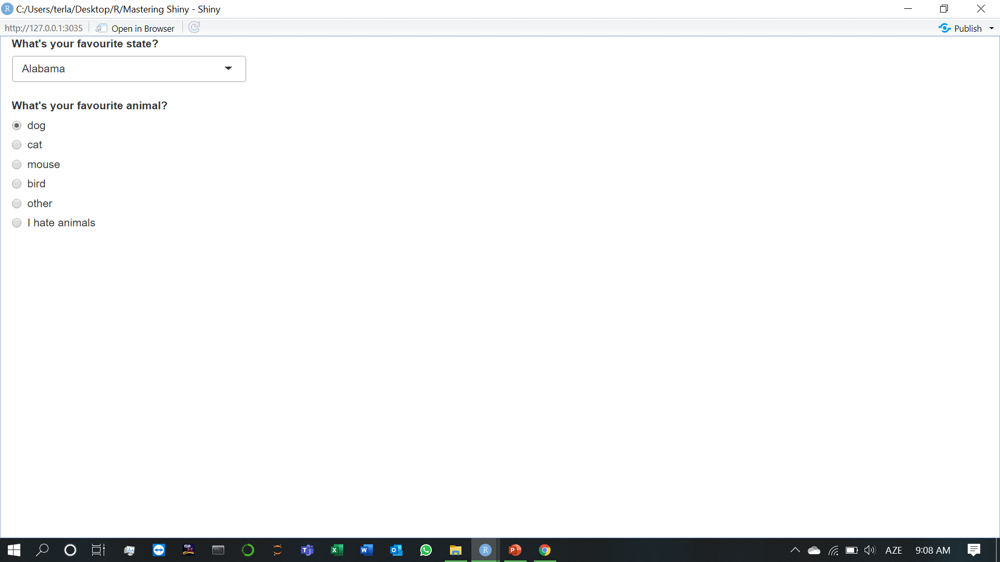 C:/Users/terla/Desktop/R/Mastering Shiny - Shiny
http://127.0.0.1:3035 Open in Browser Publish
What's your favourite state?
Alabama
What's your favourite animal?
dog
cat
mouse
bird
other
I hate animals
AZE 9:08 AM